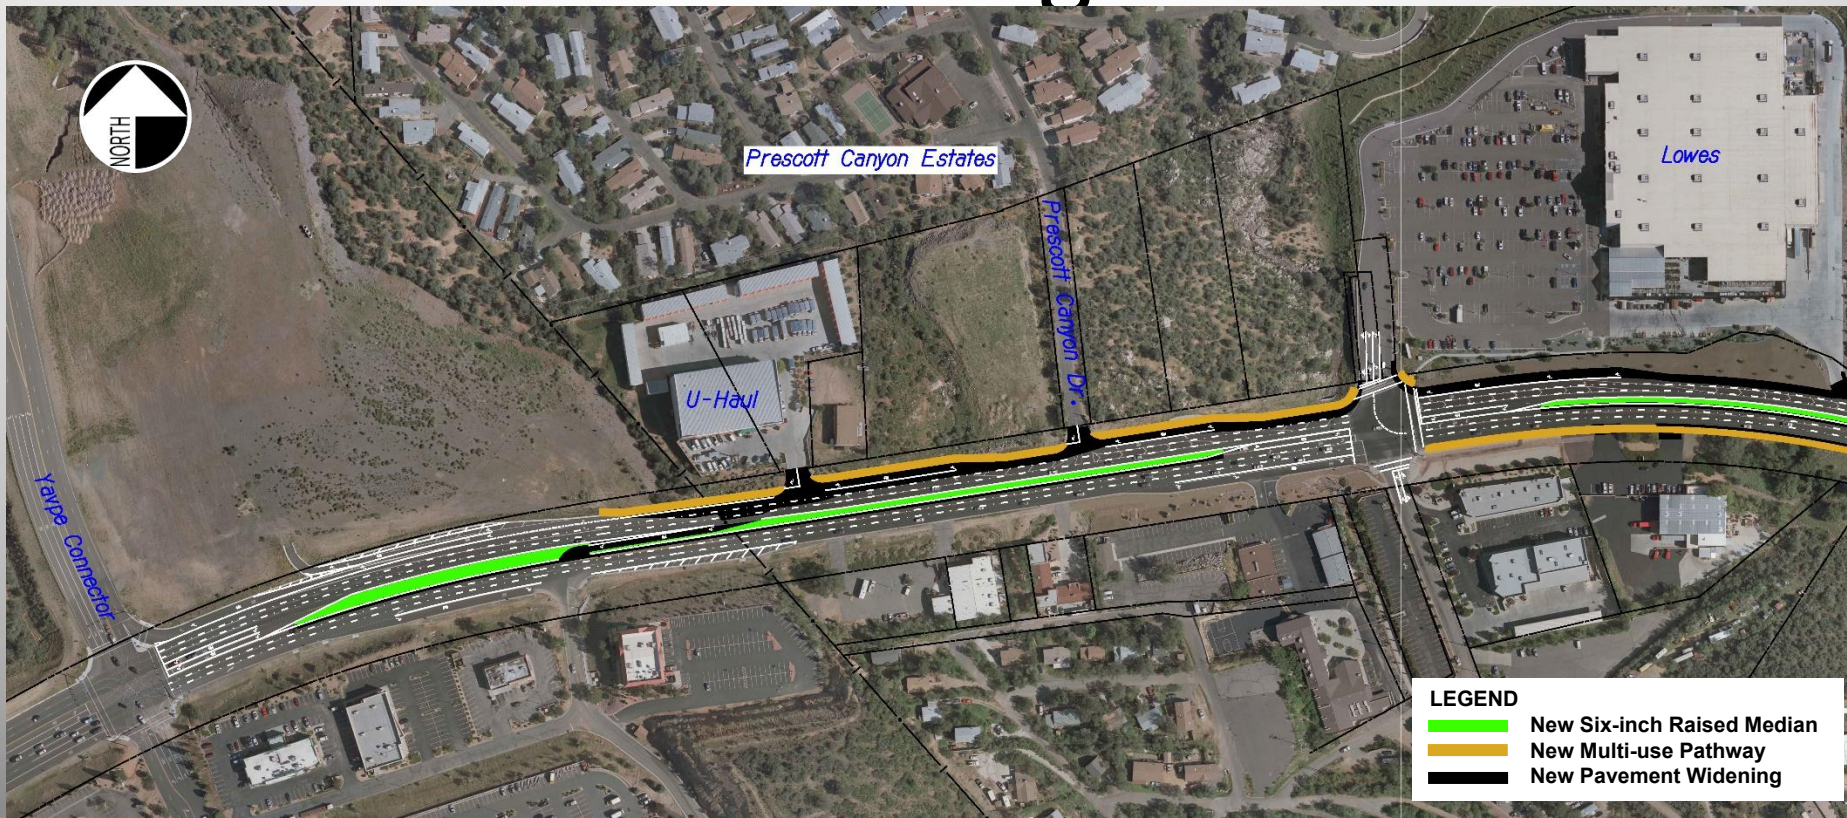 NORTH
Prescott Canyon Estates
Lowes
Prescott Canyon Dr.
U-Haul
Yavpe Connector
LEGEND
New Six-inch Raised Median
New Multi-use Pathway
New Pavement Widening